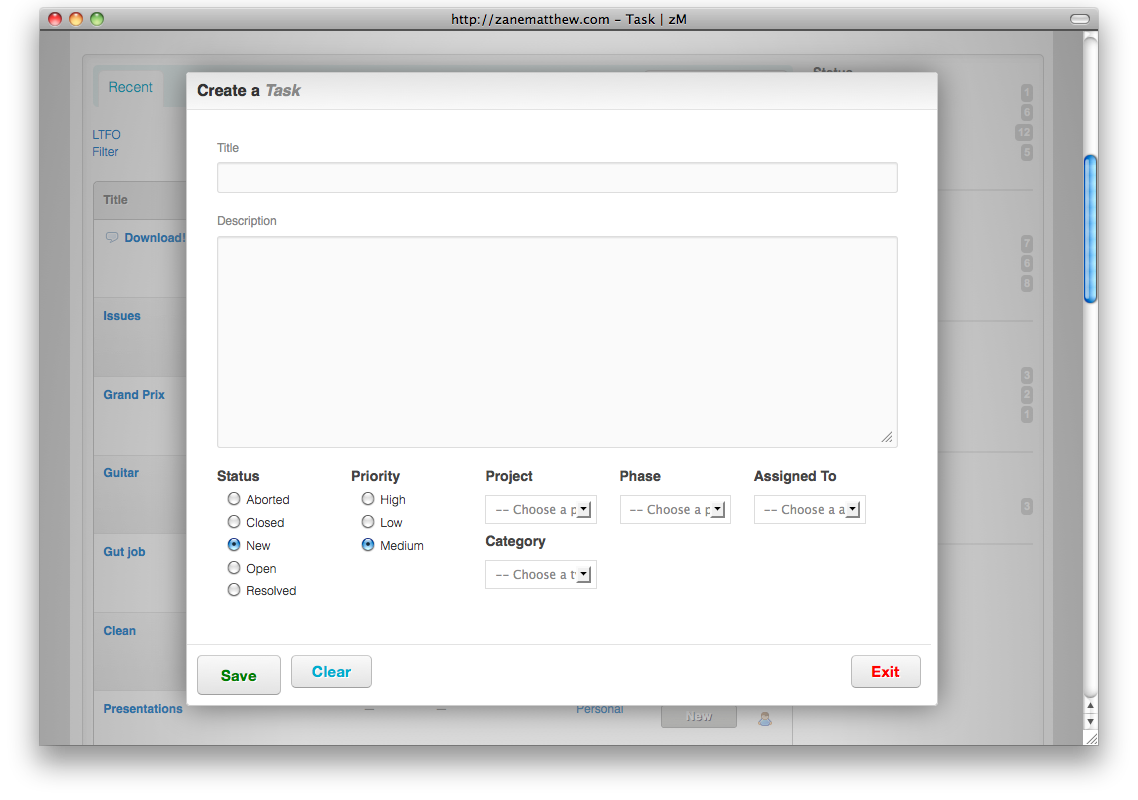 http://zanematthew.com – Task | zM
Recent
Status
Create a Task
1
6
12
5
LTFO
Filter
Title
Title
Description
Download!
7
6
8
Issues
Grand Prix
3
2
1
Guitar
3
Status
Priority
Project
Phase
Assigned To
Aborted
Closed
New
Open
Resolved
High
Low
Medium
-- Choose a p
-- Choose a p
-- Choose a a
Category
-- Choose a t
Gut job
Clean
Save
Clear
Exit
Presentations
—
—
Personal
New